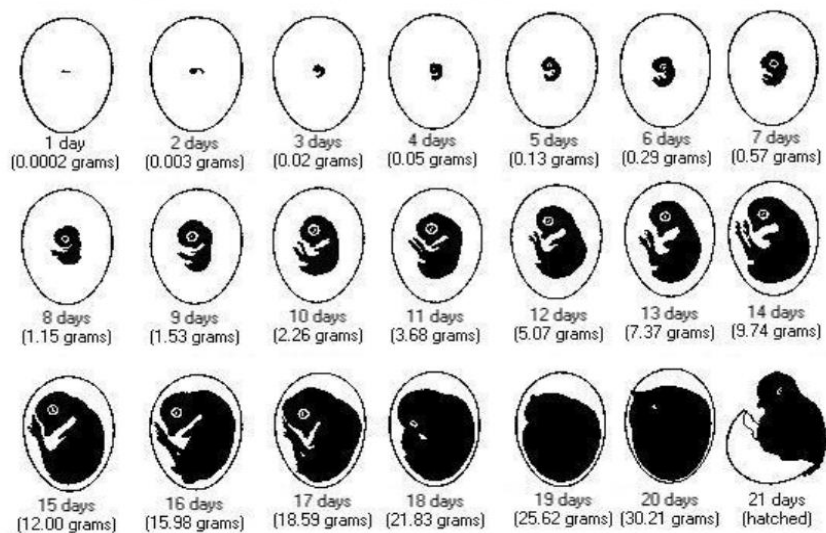 1 day
(0.0002 grams)
2 days
(0.003 grams)
3 days
(0.02 grams)
4 days
(0.05 grams)
5 days
(0.13 grams)
6 days
(0.29 grams)
7 days
(0.57 grams)
8 days
(1.15 grams)
9 days
(1.53 grams)
10 days
(2.26 grams)
11 days
(3.68 grams)
12 days
(5.07 grams)
13 days
(7.37 grams)
14 days
(9.74 grams)
15 days
(12.00 grams)
16 days
(15.98 grams)
17 days
(18.59 grams)
18 days
(21.83 grams)
19 days
(25.62 grams)
20 days
(30.21 grams)
21 days
(hatched)